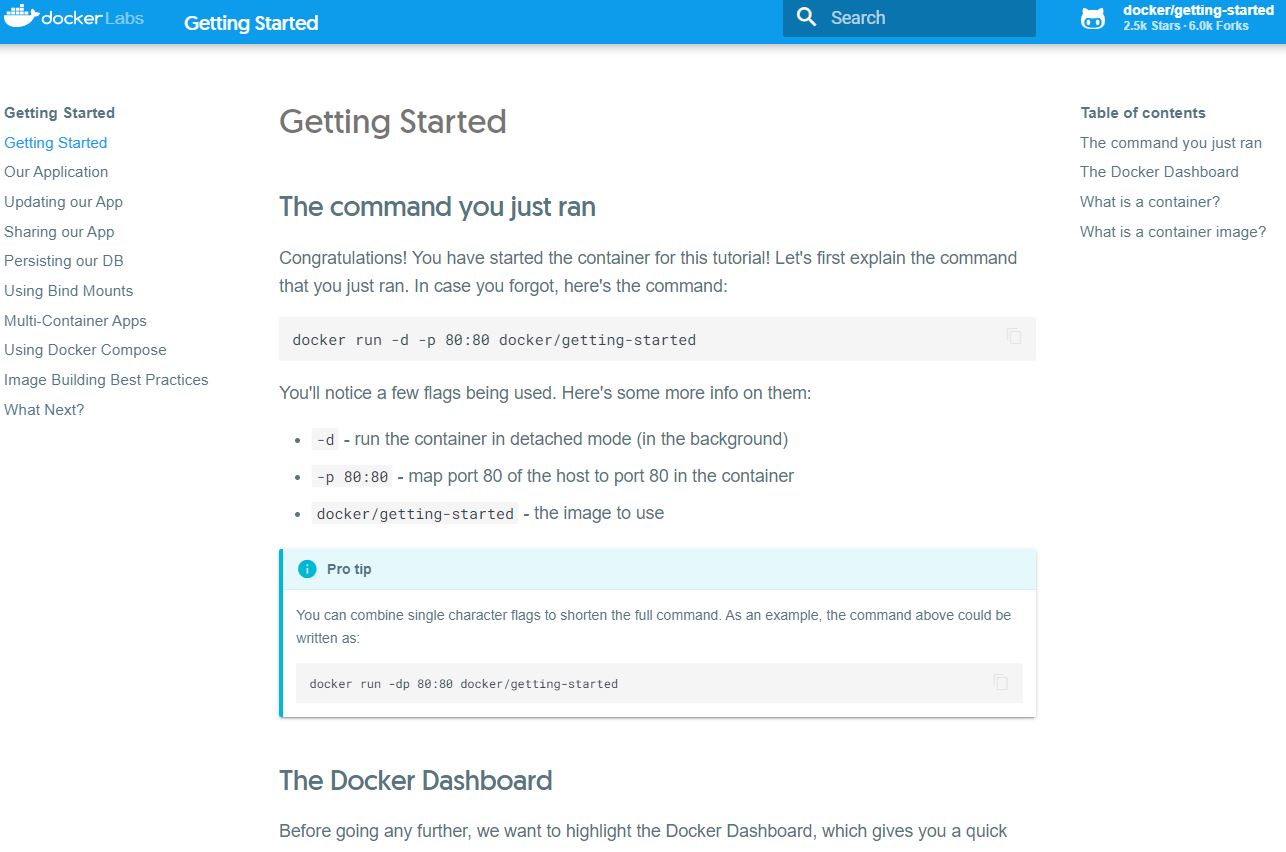 docker Labs
Getting Started
Search
docker/getting-started
2.5k Stars · 6.0k Forks
Getting Started
Getting Started
Our Application
Updating our App
Sharing our App
Persisting our DB
Using Bind Mounts
Multi-Container Apps
Using Docker Compose
Image Building Best Practices
What Next?
Getting Started
The command you just ran
Congratulations! You have started the container for this tutorial! Let's first explain the command
that you just ran. In case you forgot, here's the command:
docker run -d -p 80:80 docker/getting-started
You'll notice a few flags being used. Here's some more info on them:
• -d - run the container in detached mode (in the background)
• -p 80:80 - map port 80 of the host to port 80 in the container
• docker/getting-started - the image to use
Pro tip
You can combine single character flags to shorten the full command. As an example, the command above could be
written as:
docker run -dp 80:80 docker/getting-started
The Docker Dashboard
Before going any further, we want to highlight the Docker Dashboard, which gives you a quick
Table of contents
The command you just ran
The Docker Dashboard
What is a container?
What is a container image?